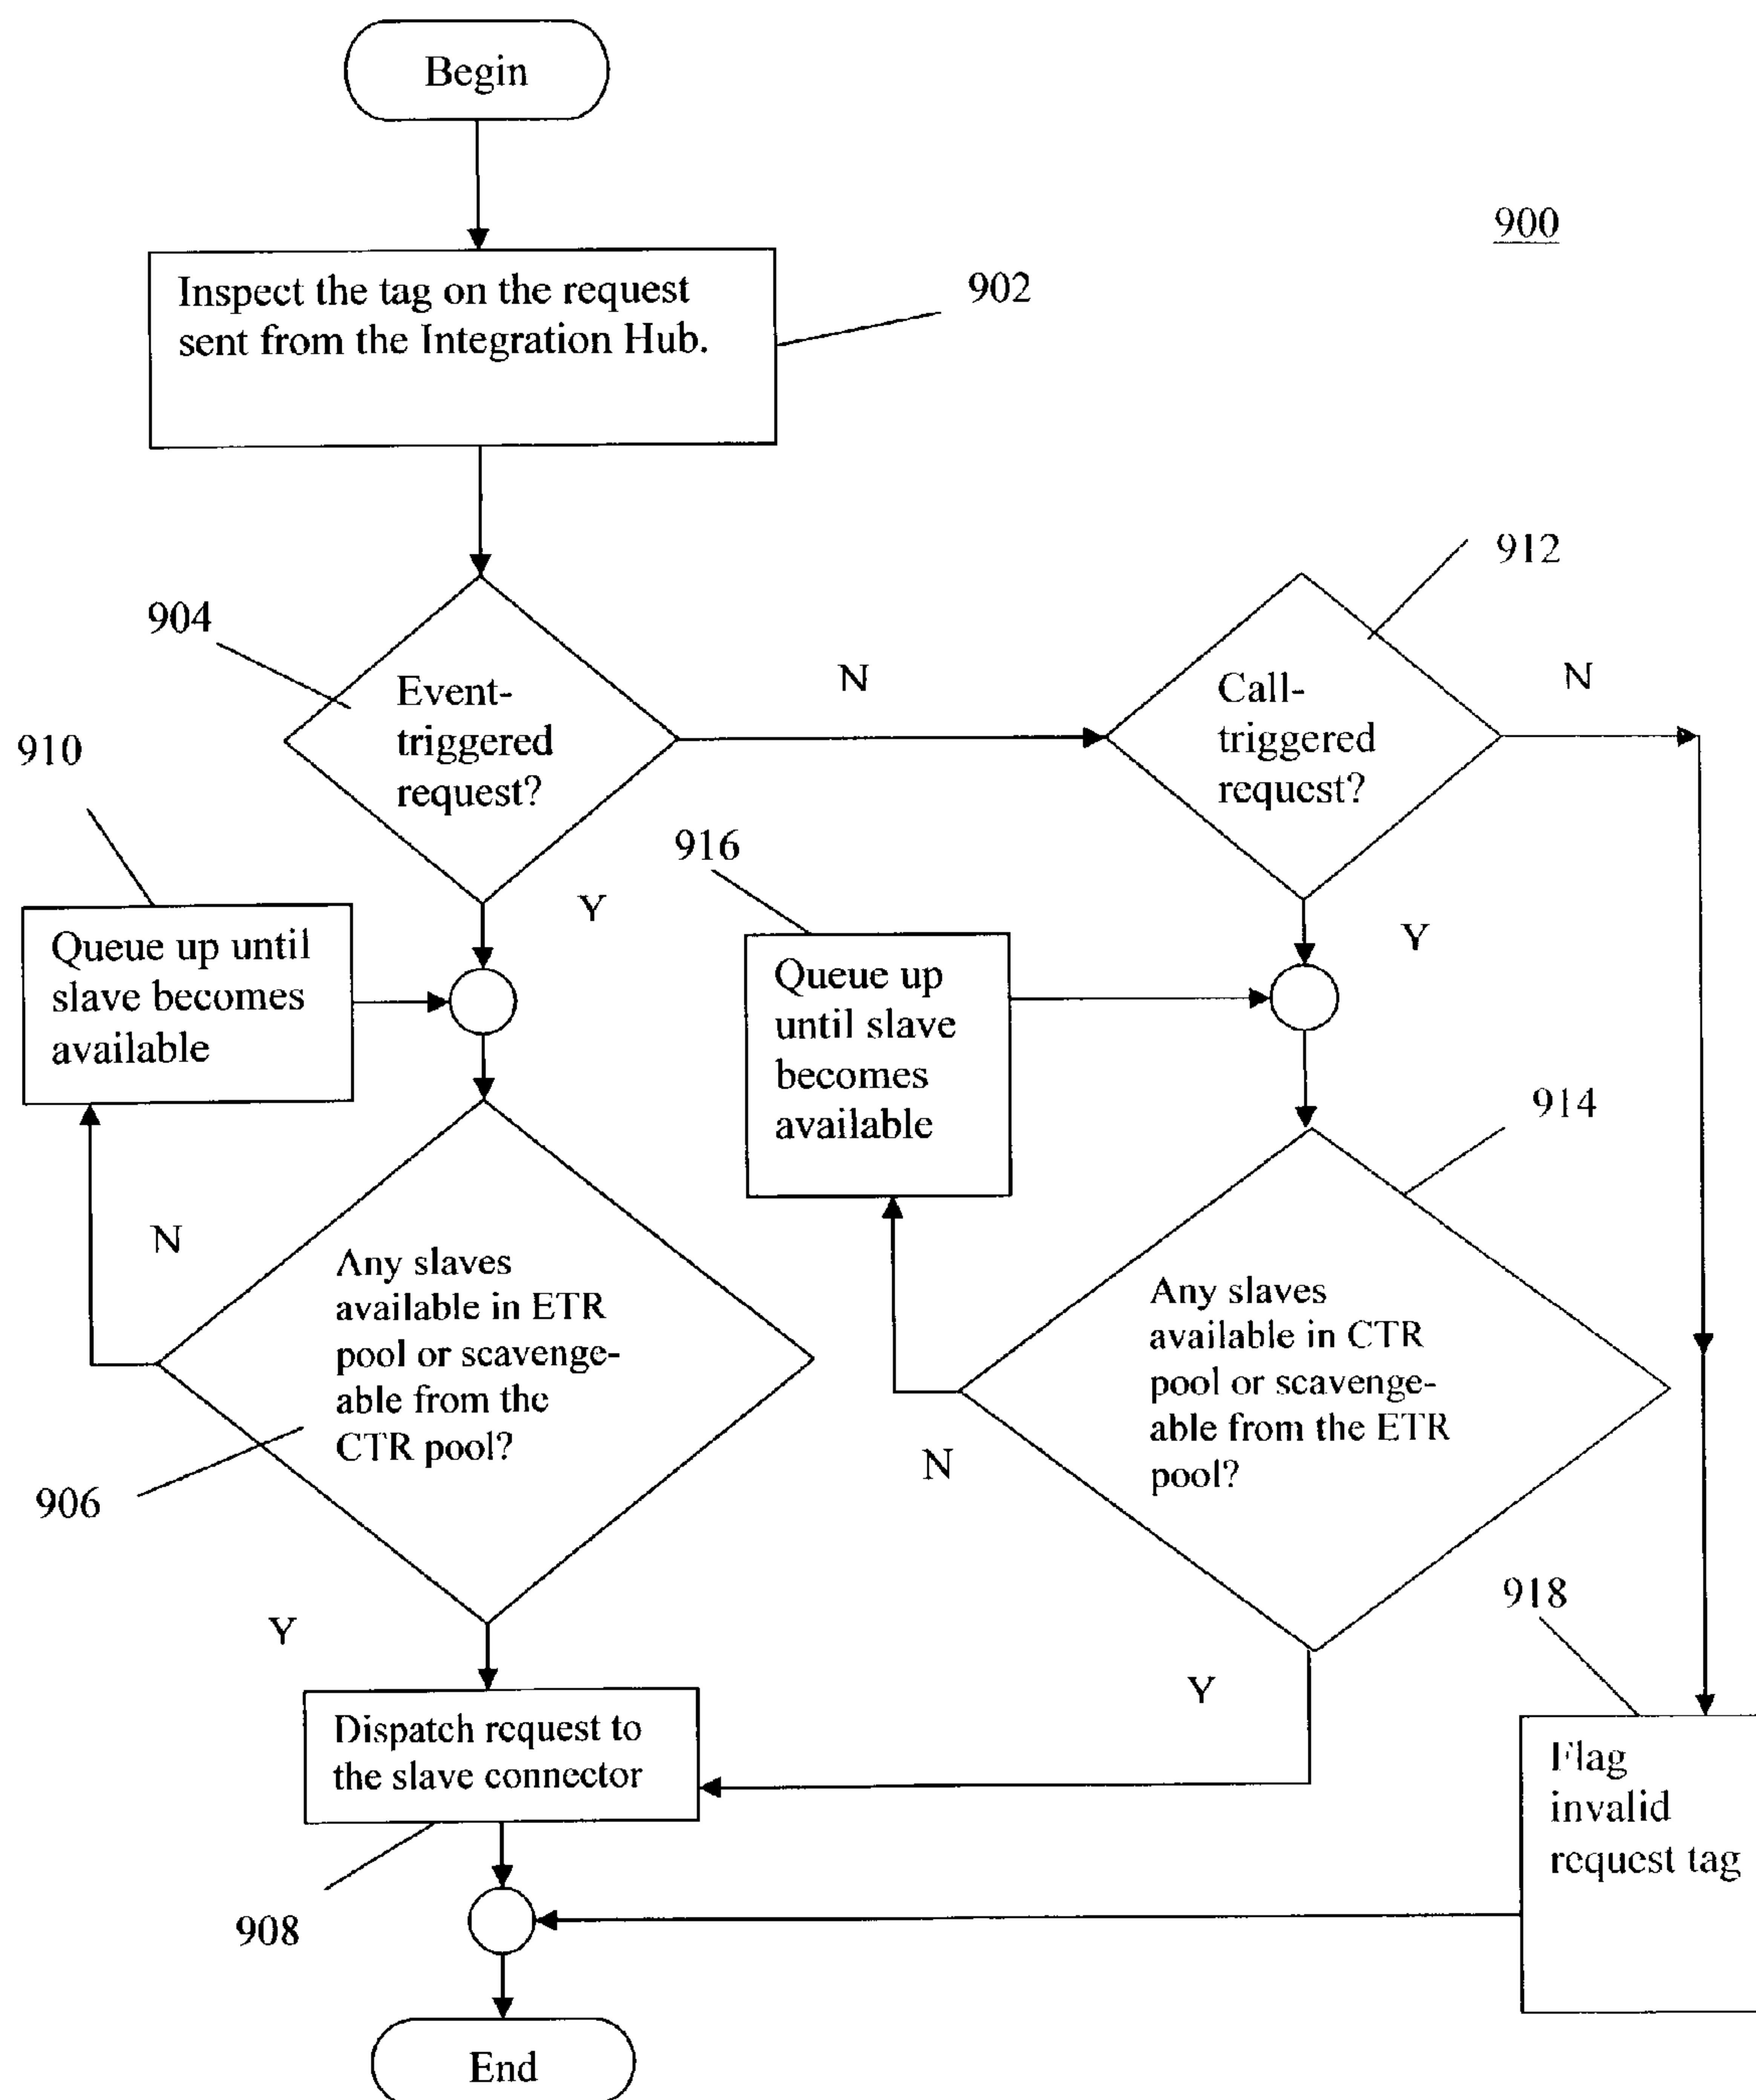 Begin
900
Inspect the tag on the request
sent from the Integration Hub.
902
904
Event-
triggered
request?
N
912
Call-
triggered
request?
N
910
Queue up until
slave becomes
available
Y
916
Queue up
until slave
becomes
available
Y
914
N
Any slaves
available in ETR
pool or scavenge-
able from the
CTR pool?
906
Any slaves
available in CTR
pool or scavenge-
able from the ETR
pool?
N
Y
Dispatch request to
the slave connector
908
Y
918
Flag
invalid
request tag
End